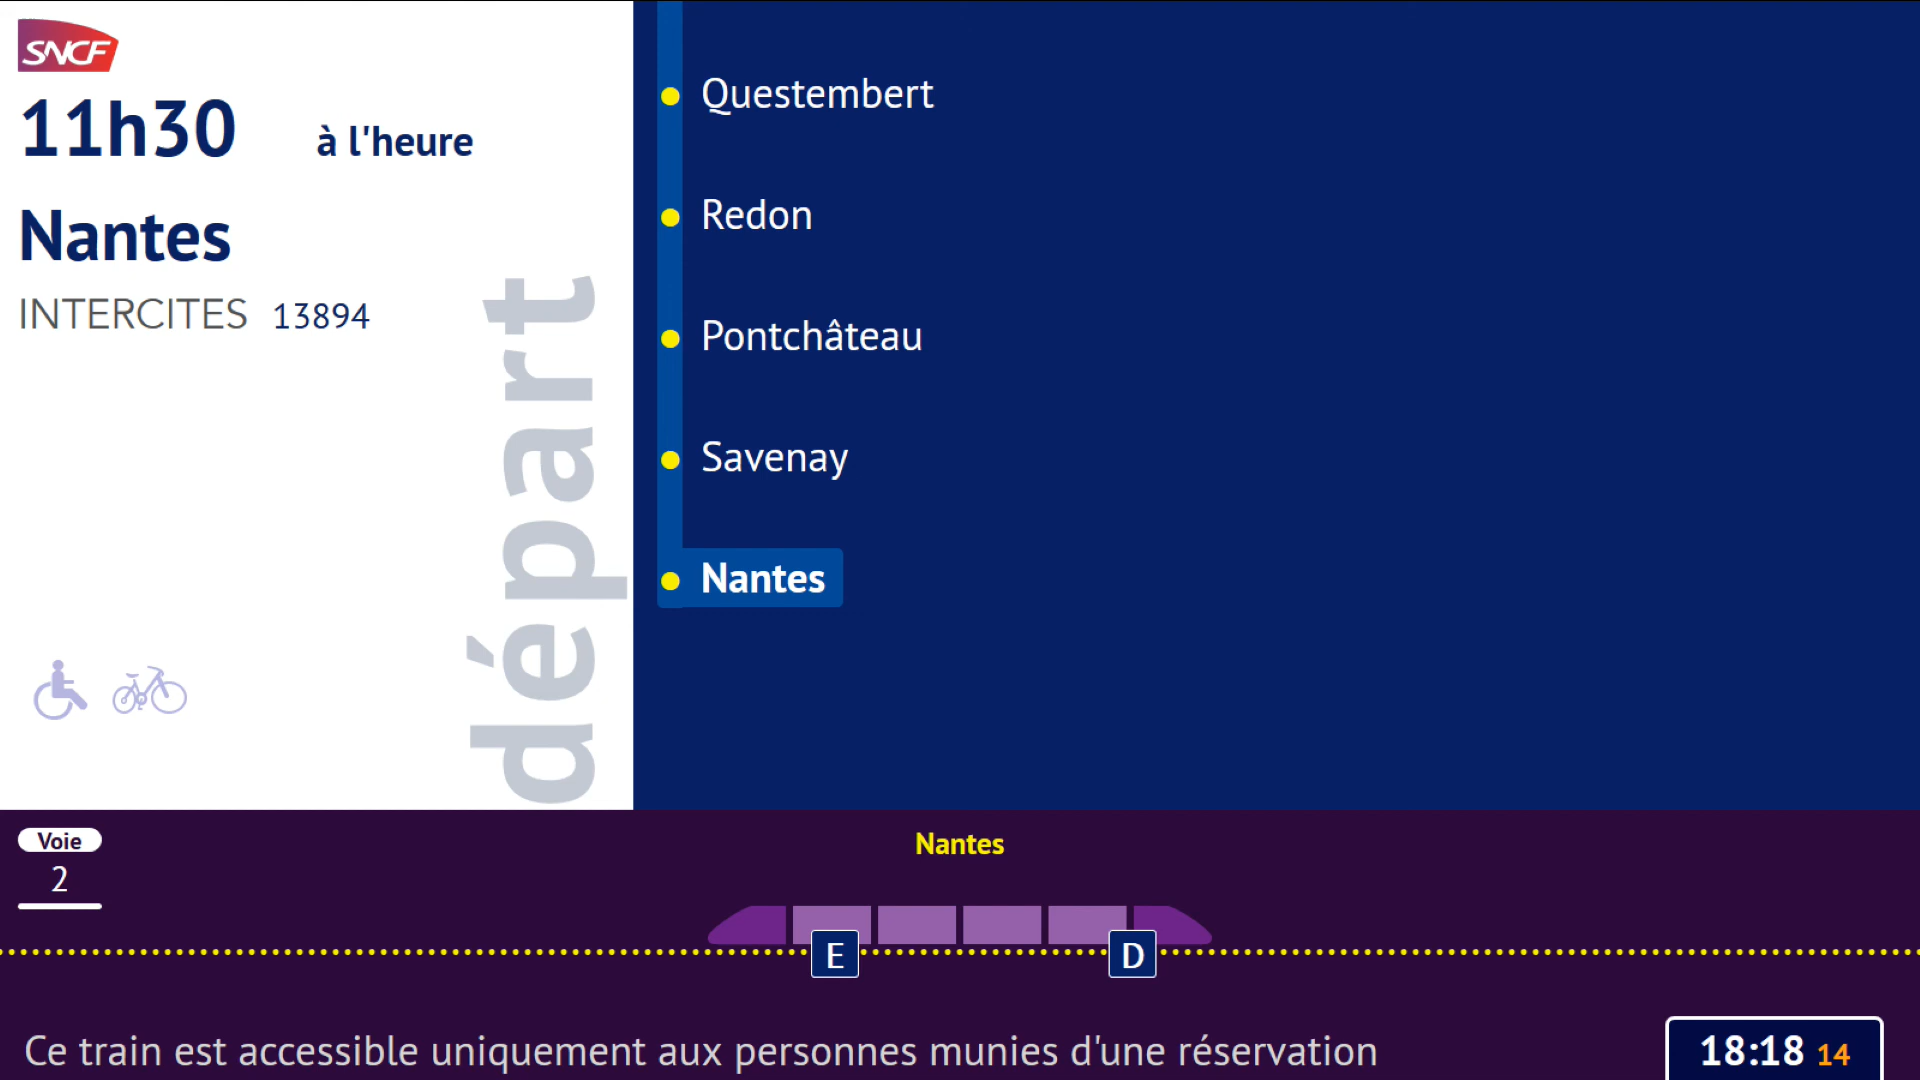 SNCF
11h30 à l'heure
Nantes
INTERCITES 13894
départ
Questembert
Redon
Pontchâteau
Savenay
Nantes
Voie
2
Nantes
E D
Ce train est accessible uniquement aux personnes munies d'une réservation
18:18 14